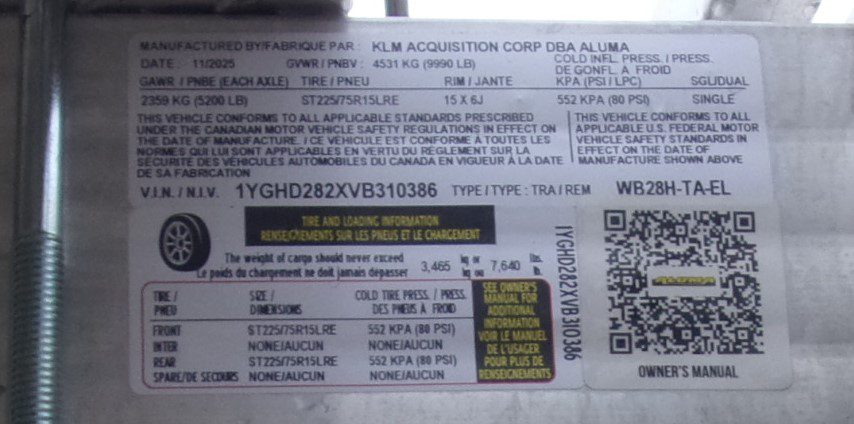 MANUFACTURED BY/FABRIQUE PAR : KLM ACQUISITION CORP DBA ALUMA
DATE : 11/2025 GVWR / PNBV : 4531 KG (9990 LB) COLD INFL. PRESS. / PRESS. DE GONFL. À FROID
GAWR / PNBE (EACH AXLE) TIRE / PNEU RIM / JANTE KPA (PSI / LPC) SGL/DUAL
2359 KG (5200 LB) ST225/75R15LRE 15 X 6J 552 KPA (80 PSI) SINGLE
THIS VEHICLE CONFORMS TO ALL APPLICABLE STANDARDS PRESCRIBED
UNDER THE CANADIAN MOTOR VEHICLE SAFETY REGULATIONS IN EFFECT ON
THE DATE OF MANUFACTURE. / CE VÉHICULE EST CONFORME À TOUTES LES
NORMES QUI LUI SONT APPLICABLES EN VERTU DU RÈGLEMENT SUR LA
SÉCURITÉ DES VÉHICULES AUTOMOBILES DU CANADA EN VIGUEUR À LA DATE
DE SA FABRICATION
THIS VEHICLE CONFORMS TO ALL
APPLICABLE U.S. FEDERAL MOTOR
VEHICLE SAFETY STANDARDS IN
EFFECT ON THE DATE OF
MANUFACTURE SHOWN ABOVE
V.I.N. / N.I.V. 1YGHD282XVB310386 TYPE / TYPE : TRA / REM WB28H-TA-EL
TIRE AND LOADING INFORMATION
RENSEIGNEMENTS SUR LES PNEUS ET LE CHARGEMENT
The weight of cargo should never exceed
Le poids du chargement ne doit jamais dépasser
3,465 kg or kg ou 7,640 lbs. lb.
TIRE / PNEU SIZE / DIMENSIONS COLD TIRE PRESS. / PRESS. DES PNEUS À FROID
FRONT ST225/75R15LRE 552 KPA (80 PSI)
INTER NONE/AUCUN NONE/AUCUN
REAR ST225/75R15LRE 552 KPA (80 PSI)
SPARE/DE SECOURS NONE/AUCUN NONE/AUCUN
SEE OWNER'S
MANUAL FOR
ADDITIONAL
INFORMATION
VOIR LE MANUEL
DE L'USAGER
POUR PLUS DE
RENSEIGNEMENTS
1YGHD282XVB310386
OWNER'S MANUAL